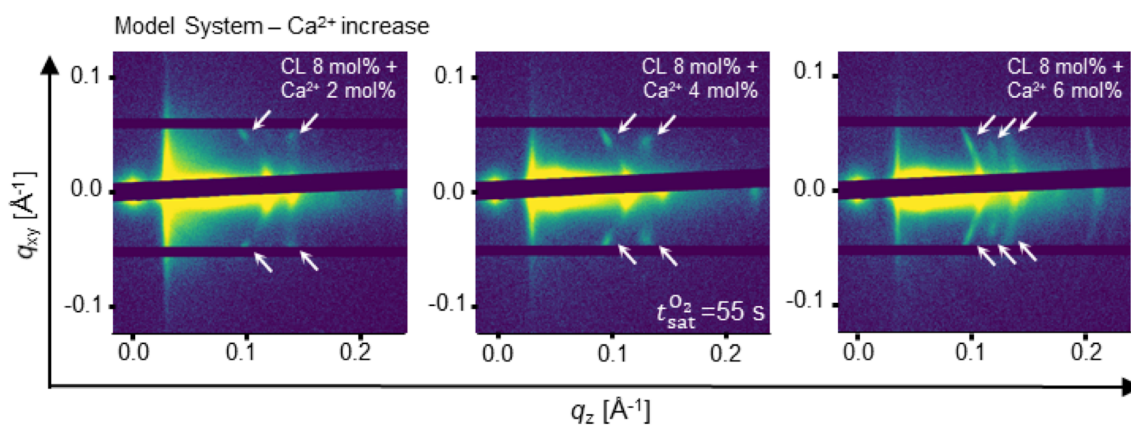 Model System – Ca²⁺ increase
CL 8 mol% +
Ca²⁺ 2 mol%
CL 8 mol% +
Ca²⁺ 4 mol%
CL 8 mol% +
Ca²⁺ 6 mol%
0.1
0.0
-0.1
0.1
0.0
-0.1
0.1
0.0
-0.1
t_sat^O₂ =55 s
0.0 0.1 0.2
0.0 0.1 0.2
0.0 0.1 0.2
q_xy [Å⁻¹]
q_z [Å⁻¹]